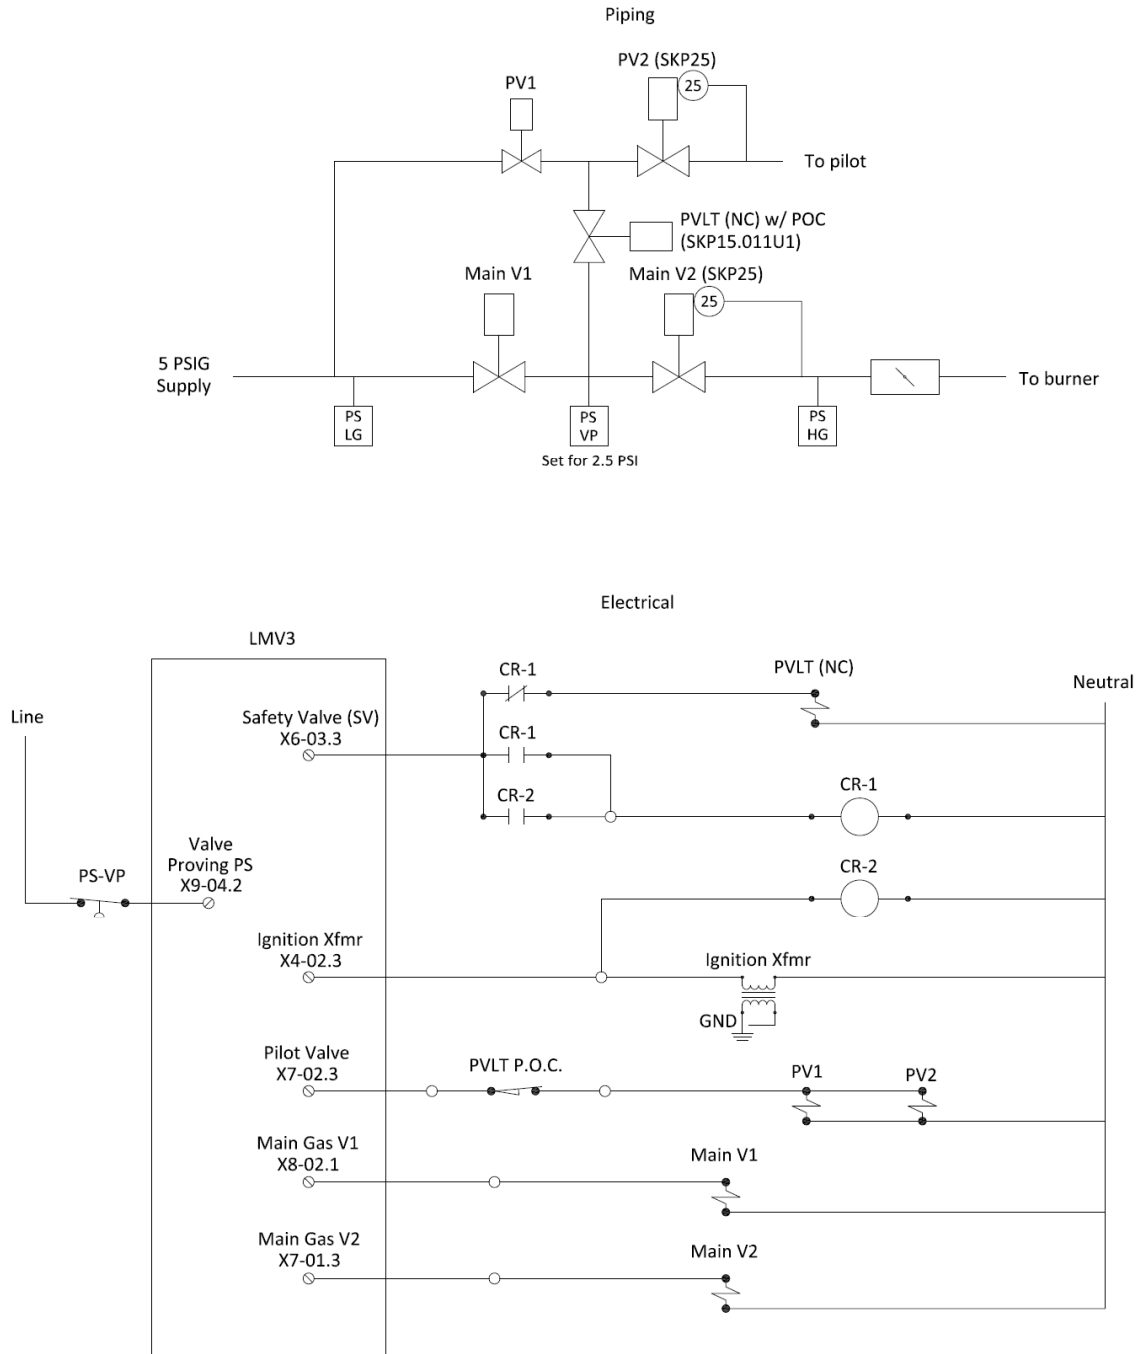 Piping
PV2 (SKP25)
PV1
25
To pilot
PVLT (NC) w/ POC
(SKP15.011U1)
Main V1
Main V2 (SKP25)
25
5 PSIG
Supply
To burner
PS
LG
PS
VP
PS
HG
Set for 2.5 PSI
Electrical
LMV3
CR-1
PVLT (NC)
Neutral
Line
Safety Valve (SV)
X6-03.3
CR-1
CR-2
CR-1
Valve
Proving PS
X9-04.2
PS-VP
CR-2
Ignition Xfmr
X4-02.3
Ignition Xfmr
GND
Pilot Valve
X7-02.3
PVLT P.O.C.
PV1
PV2
Main Gas V1
X8-02.1
Main V1
Main Gas V2
X7-01.3
Main V2